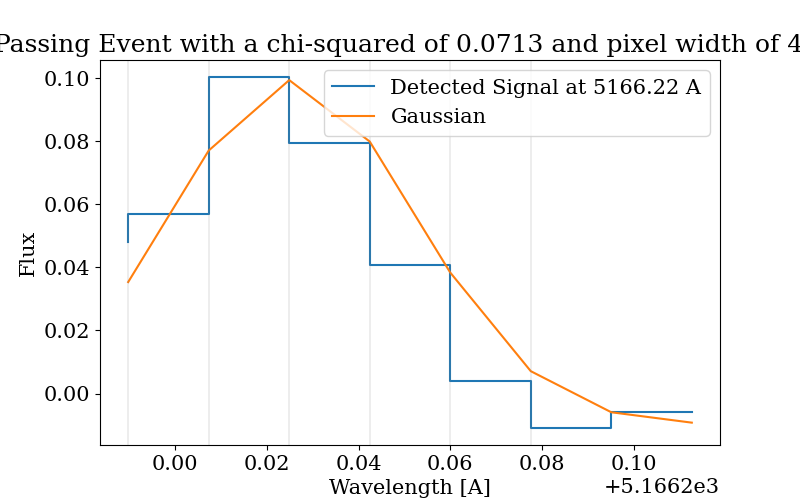 Passing Event with a chi-squared of 0.0713 and pixel width of 4
Detected Signal at 5166.22 A
Gaussian
Flux
0.10
0.08
0.06
0.04
0.02
0.00
0.00 0.02 0.04 0.06 0.08 0.10
Wavelength [A]
+5.1662e3